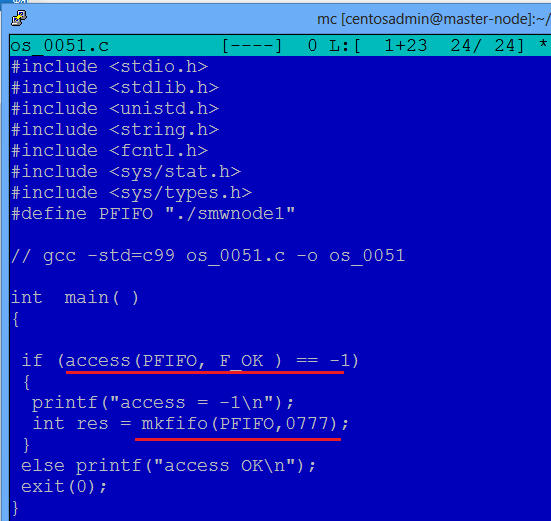 mc [centosadmin@master-node]:~/
os_0051.c [----] 0 L:[ 1+23 24/ 24] *
#include <stdio.h>
#include <stdlib.h>
#include <unistd.h>
#include <string.h>
#include <fcntl.h>
#include <sys/stat.h>
#include <sys/types.h>
#define PFIFO "./smwnode1"
// gcc -std=c99 os_0051.c -o os_0051
int  main( )
{
if (access(PFIFO, F_OK ) == -1)
{
printf("access = -1\n");
int res = mkfifo(PFIFO,0777);
}
else printf("access OK\n");
exit(0);
}